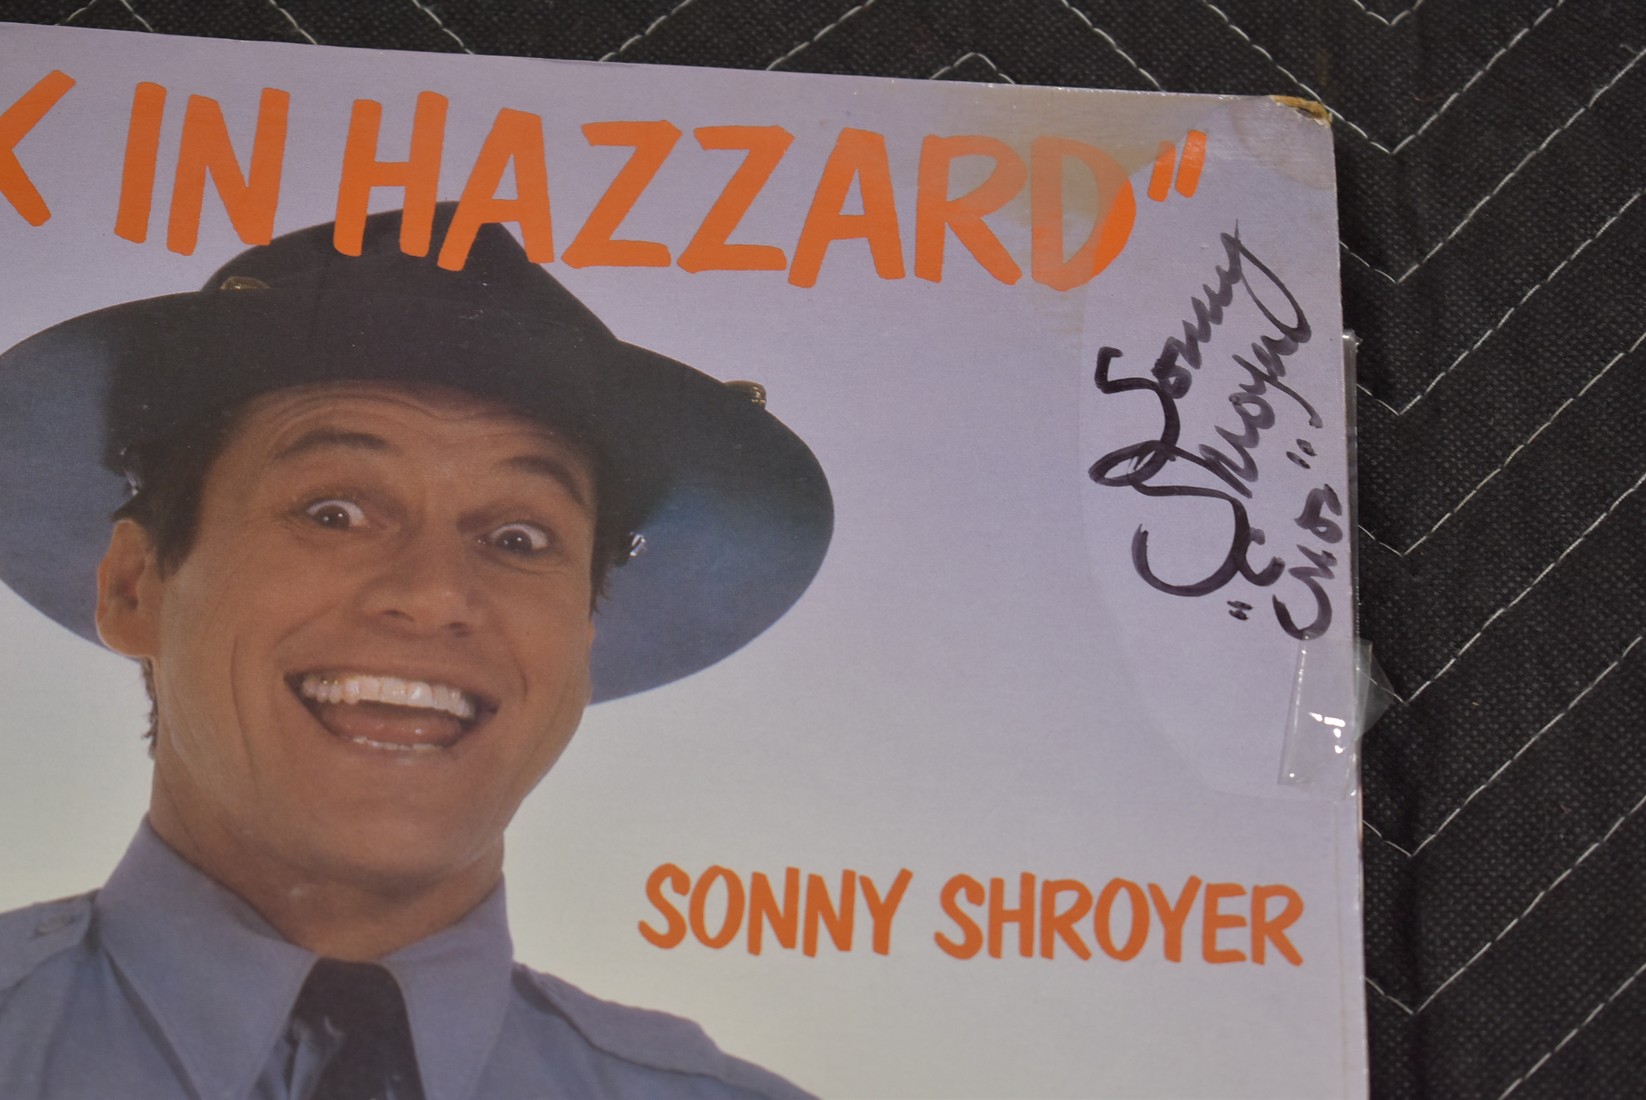 K IN HAZZARD"
Sonny
Shroyer
"Enos"
SONNY SHROYER